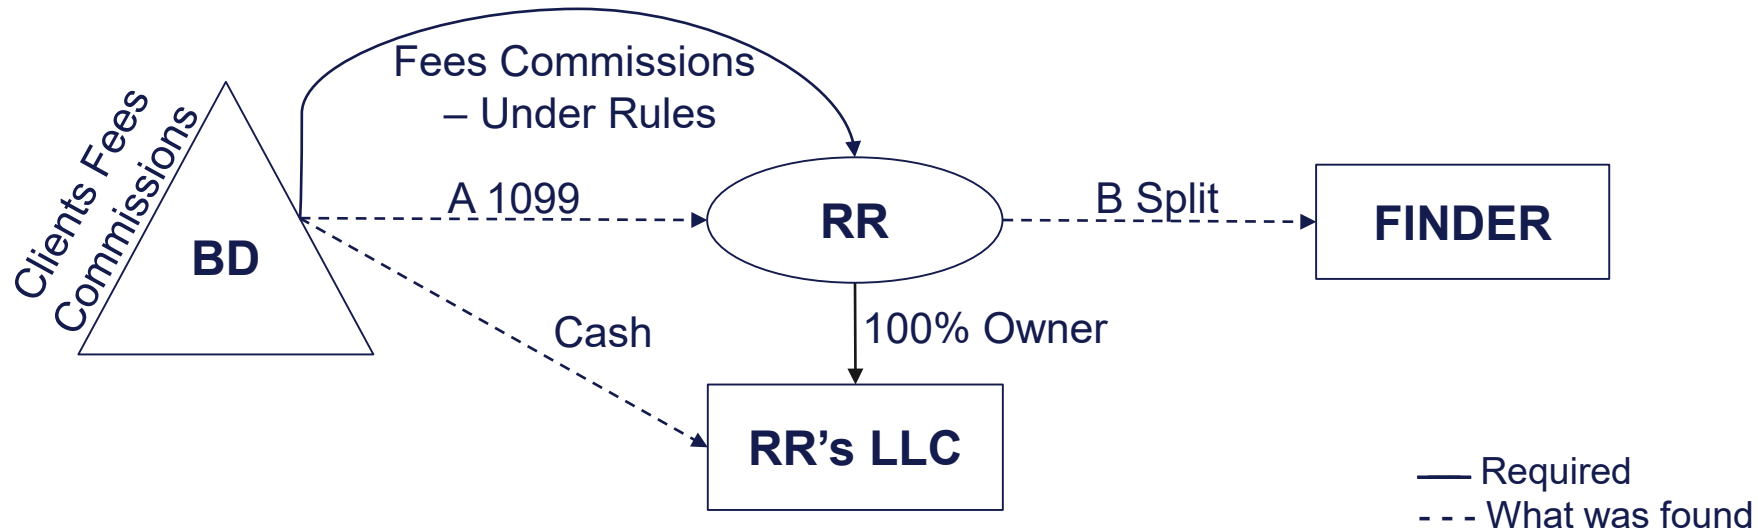 Fees Commissions
– Under Rules
Clients Fees
Commissions
BD
A 1099
RR
B Split
FINDER
Cash
100% Owner
RR’s LLC
Required
What was found